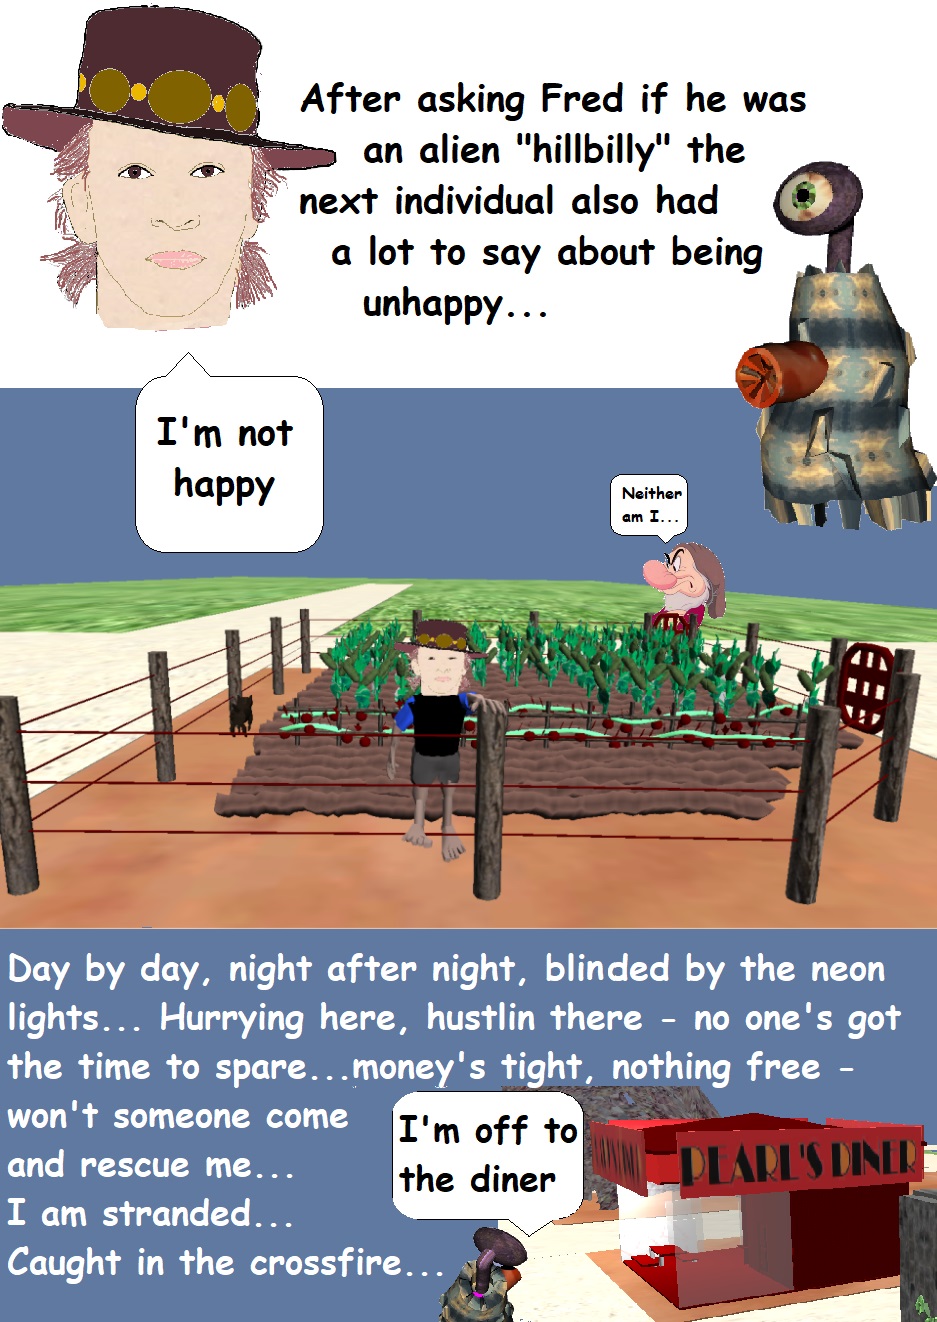 After asking Fred if he was
an alien "hillbilly" the
next individual also had
a lot to say about being
unhappy...
I'm not
happy
Neither
am I...
Day by day, night after night, blinded by the neon
lights... Hurrying here, hustlin there - no one's got
the time to spare...money's tight, nothing free -
won't someone come
and rescue me...
I am stranded...
Caught in the crossfire...
I'm off to
the diner
PEARL'S DINER